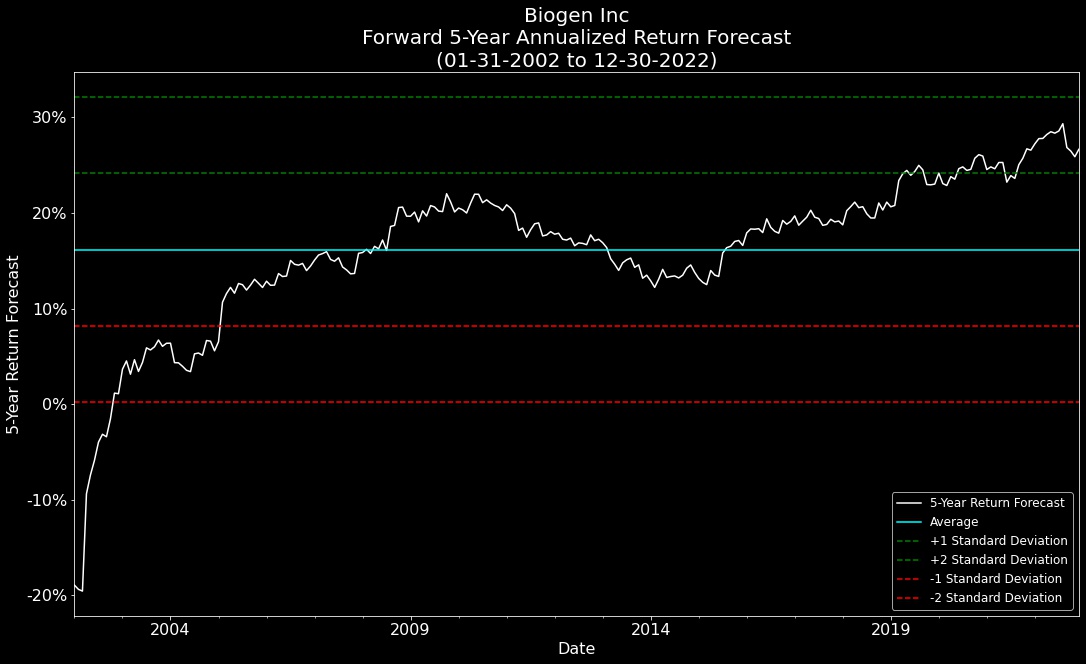 Biogen Inc
Forward 5-Year Annualized Return Forecast
(01-31-2002 to 12-30-2022)
5-Year Return Forecast
30%
20%
10%
0%
-10%
-20%
5-Year Return Forecast
Average
+1 Standard Deviation
+2 Standard Deviation
-1 Standard Deviation
-2 Standard Deviation
2004 2009 2014 2019
Date